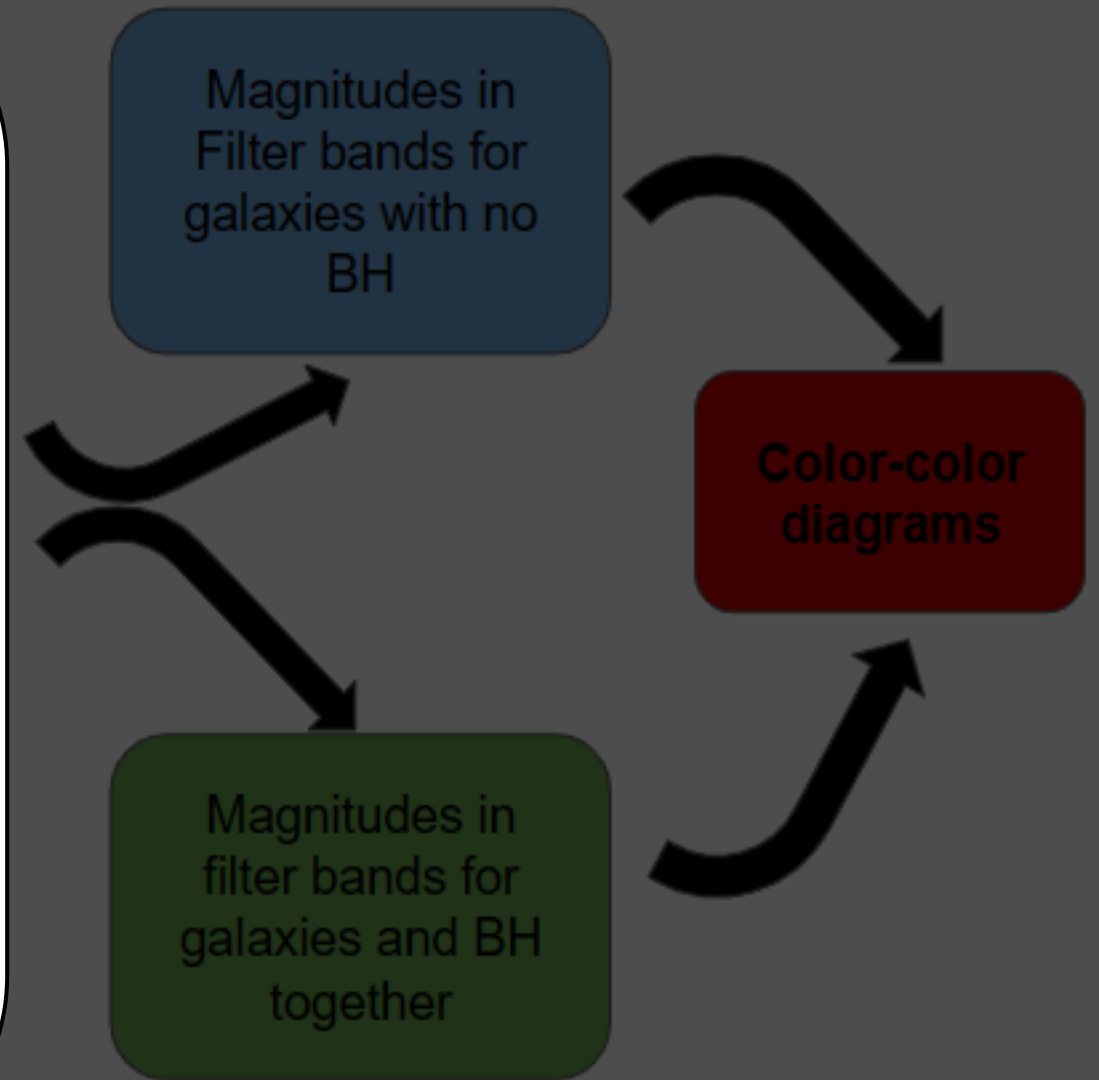 Magnitudes in
Filter bands for
galaxies with no
BH
Color-color
diagrams
Magnitudes in
filter bands for
galaxies and BH
together